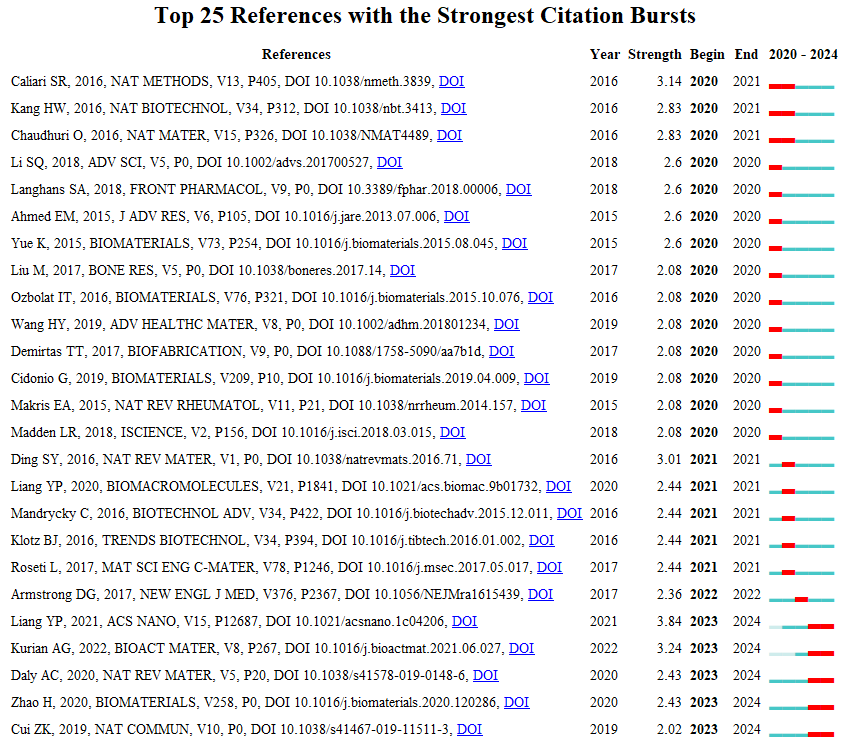 Top 25 References with the Strongest Citation Bursts
References Year Strength Begin End 2020 - 2024
Caliari SR, 2016, NAT METHODS, V13, P405, DOI 10.1038/nmeth.3839, DOI 2016 3.14 2020 2021
Kang HW, 2016, NAT BIOTECHNOL, V34, P312, DOI 10.1038/nbt.3413, DOI 2016 2.83 2020 2021
Chaudhuri O, 2016, NAT MATER, V15, P326, DOI 10.1038/NMAT4489, DOI 2016 2.83 2020 2021
Li SQ, 2018, ADV SCI, V5, P0, DOI 10.1002/advs.201700527, DOI 2018 2.6 2020 2020
Langhans SA, 2018, FRONT PHARMACOL, V9, P0, DOI 10.3389/fphar.2018.00006, DOI 2018 2.6 2020 2020
Ahmed EM, 2015, J ADV RES, V6, P105, DOI 10.1016/j.jare.2013.07.006, DOI 2015 2.6 2020 2020
Yue K, 2015, BIOMATERIALS, V73, P254, DOI 10.1016/j.biomaterials.2015.08.045, DOI 2015 2.6 2020 2020
Liu M, 2017, BONE RES, V5, P0, DOI 10.1038/boneres.2017.14, DOI 2017 2.08 2020 2020
Ozbolat IT, 2016, BIOMATERIALS, V76, P321, DOI 10.1016/j.biomaterials.2015.10.076, DOI 2016 2.08 2020 2020
Wang HY, 2019, ADV HEALTHC MATER, V8, P0, DOI 10.1002/adhm.201801234, DOI 2019 2.08 2020 2020
Demirtas TT, 2017, BIOFABRICATION, V9, P0, DOI 10.1088/1758-5090/aa7b1d, DOI 2017 2.08 2020 2020
Cidonio G, 2019, BIOMATERIALS, V209, P10, DOI 10.1016/j.biomaterials.2019.04.009, DOI 2019 2.08 2020 2020
Makris EA, 2015, NAT REV RHEUMATOL, V11, P21, DOI 10.1038/nrrheum.2014.157, DOI 2015 2.08 2020 2020
Madden LR, 2018, ISCIENCE, V2, P156, DOI 10.1016/j.isci.2018.03.015, DOI 2018 2.08 2020 2020
Ding SY, 2016, NAT REV MATER, V1, P0, DOI 10.1038/natrevmats.2016.71, DOI 2016 3.01 2021 2021
Liang YP, 2020, BIOMACROMOLECULES, V21, P1841, DOI 10.1021/acs.biomac.9b01732, DOI 2020 2.44 2021 2021
Mandrycky C, 2016, BIOTECHNOL ADV, V34, P422, DOI 10.1016/j.biotechadv.2015.12.011, DOI 2016 2.44 2021 2021
Klotz BJ, 2016, TRENDS BIOTECHNOL, V34, P394, DOI 10.1016/j.tibtech.2016.01.002, DOI 2016 2.44 2021 2021
Roseti L, 2017, MAT SCI ENG C-MATER, V78, P1246, DOI 10.1016/j.msec.2017.05.017, DOI 2017 2.44 2021 2021
Armstrong DG, 2017, NEW ENGL J MED, V376, P2367, DOI 10.1056/NEJMra1615439, DOI 2017 2.36 2022 2022
Liang YP, 2021, ACS NANO, V15, P12687, DOI 10.1021/acsnano.1c04206, DOI 2021 3.84 2023 2024
Kurian AG, 2022, BIOACT MATER, V8, P267, DOI 10.1016/j.bioactmat.2021.06.027, DOI 2022 3.24 2023 2024
Daly AC, 2020, NAT REV MATER, V5, P20, DOI 10.1038/s41578-019-0148-6, DOI 2020 2.43 2023 2024
Zhao H, 2020, BIOMATERIALS, V258, P0, DOI 10.1016/j.biomaterials.2020.120286, DOI 2020 2.43 2023 2024
Cui ZK, 2019, NAT COMMUN, V10, P0, DOI 10.1038/s41467-019-11511-3, DOI 2019 2.02 2023 2024